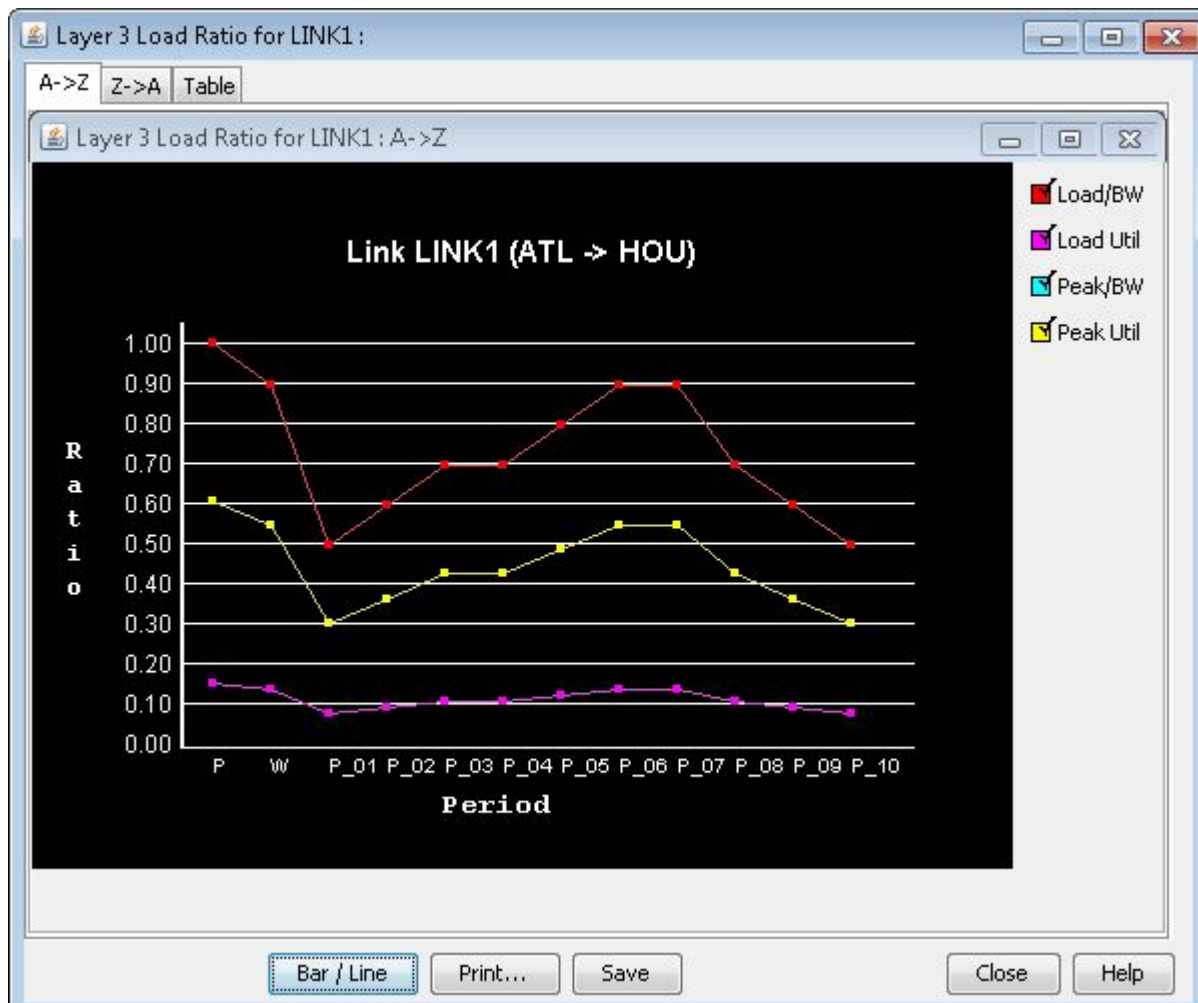 Layer 3 Load Ratio for LINK1 :
A->Z Z->A Table
Layer 3 Load Ratio for LINK1 : A->Z
Load/BW
Load Util
Peak/BW
Peak Util
Link LINK1 (ATL -> HOU)
Ratio
1.00
0.90
0.80
0.70
0.60
0.50
0.40
0.30
0.20
0.10
0.00
P W P_01 P_02 P_03 P_04 P_05 P_06 P_07 P_08 P_09 P_10
Period
Bar / Line Print... Save Close Help